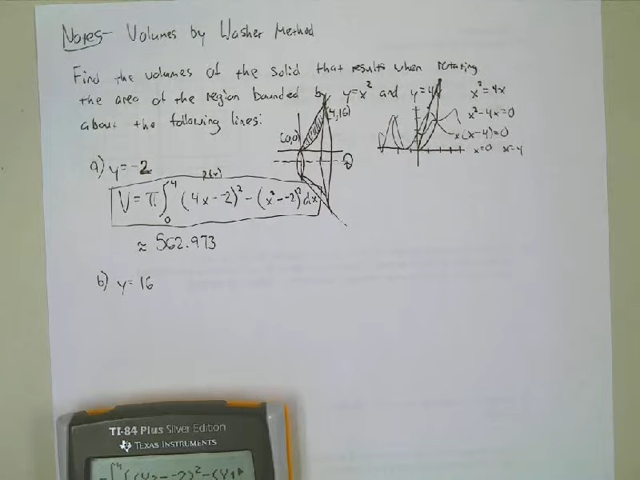 Notes- Volumes by Washer Method
Find the volumes of the solid that results when rotating
the area of the region bounded by y=x² and y=4x
about the following lines:
x²=4x
x²-4x=0
x(x-4)=0
x=0 x=4
(0,0)
(4,16)
a) y=-2
V = π∫₀⁴ (4x--2)² - (x²--2)² dx
≈ 562.973
b) y=16
TI-84 Plus Silver Edition
TEXAS INSTRUMENTS